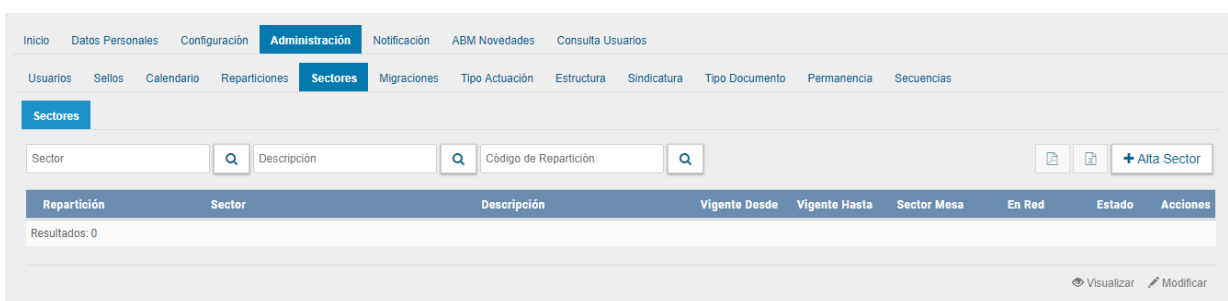 Inicio Datos Personales Configuración Administración Notificación ABM Novedades Consulta Usuarios
Usuarios Sellos Calendario Reparticiones Sectores Migraciones Tipo Actuación Estructura Sindicatura Tipo Documento Permanencia Secuencias
Sectores
Sector Descripción Código de Repartición Alta Sector
Repartición Sector Descripción Vigente Desde Vigente Hasta Sector Mesa En Red Estado Acciones
Resultados: 0
Visualizar Modificar